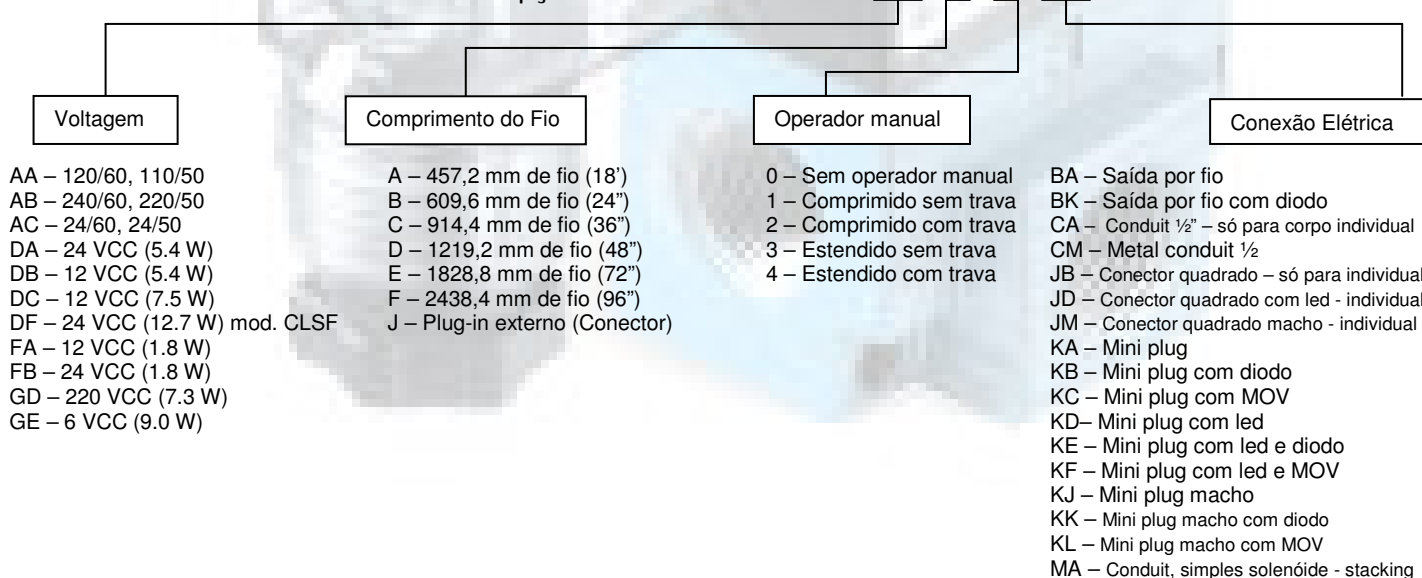 Voltagem
AA – 120/60, 110/50
AB – 240/60, 220/50
AC – 24/60, 24/50
DA – 24 VCC (5.4 W)
DB – 12 VCC (5.4 W)
DC – 12 VCC (7.5 W)
DF – 24 VCC (12.7 W) mod. CLSF
FA – 12 VCC (1.8 W)
FB – 24 VCC (1.8 W)
GD – 220 VCC (7.3 W)
GE – 6 VCC (9.0 W)
Comprimento do Fio
A – 457,2 mm de fio (18’)
B – 609,6 mm de fio (24”)
C – 914,4 mm de fio (36”)
D – 1219,2 mm de fio (48”)
E – 1828,8 mm de fio (72”)
F – 2438,4 mm de fio (96”)
J – Plug-in externo (Conector)
Operador manual
0 – Sem operador manual
1 – Comprimido sem trava
2 – Comprimido com trava
3 – Estendido sem trava
4 – Estendido com trava
Conexão Elétrica
BA – Saída por fio
BK – Saída por fio com diodo
CA – Conduit ½” – só para corpo individual
CM – Metal conduit ½
JB – Conector quadrado – só para individual
JD – Conector quadrado com led - individual
JM – Conector quadrado macho - individual
KA – Mini plug
KB – Mini plug com diodo
KC – Mini plug com MOV
KD– Mini plug com led
KE – Mini plug com led e diodo
KF – Mini plug com led e MOV
KJ – Mini plug macho
KK – Mini plug macho com diodo
KL – Mini plug macho com MOV
MA – Conduit, simples solenóide - stacking